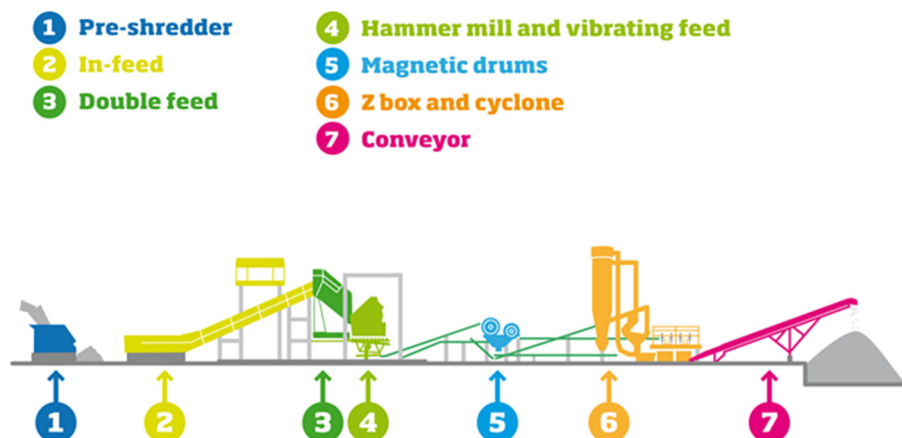 1 Pre-shredder
2 In-feed
3 Double feed
4 Hammer mill and vibrating feed
5 Magnetic drums
6 Z box and cyclone
7 Conveyor
1 2 3 4 5 6 7